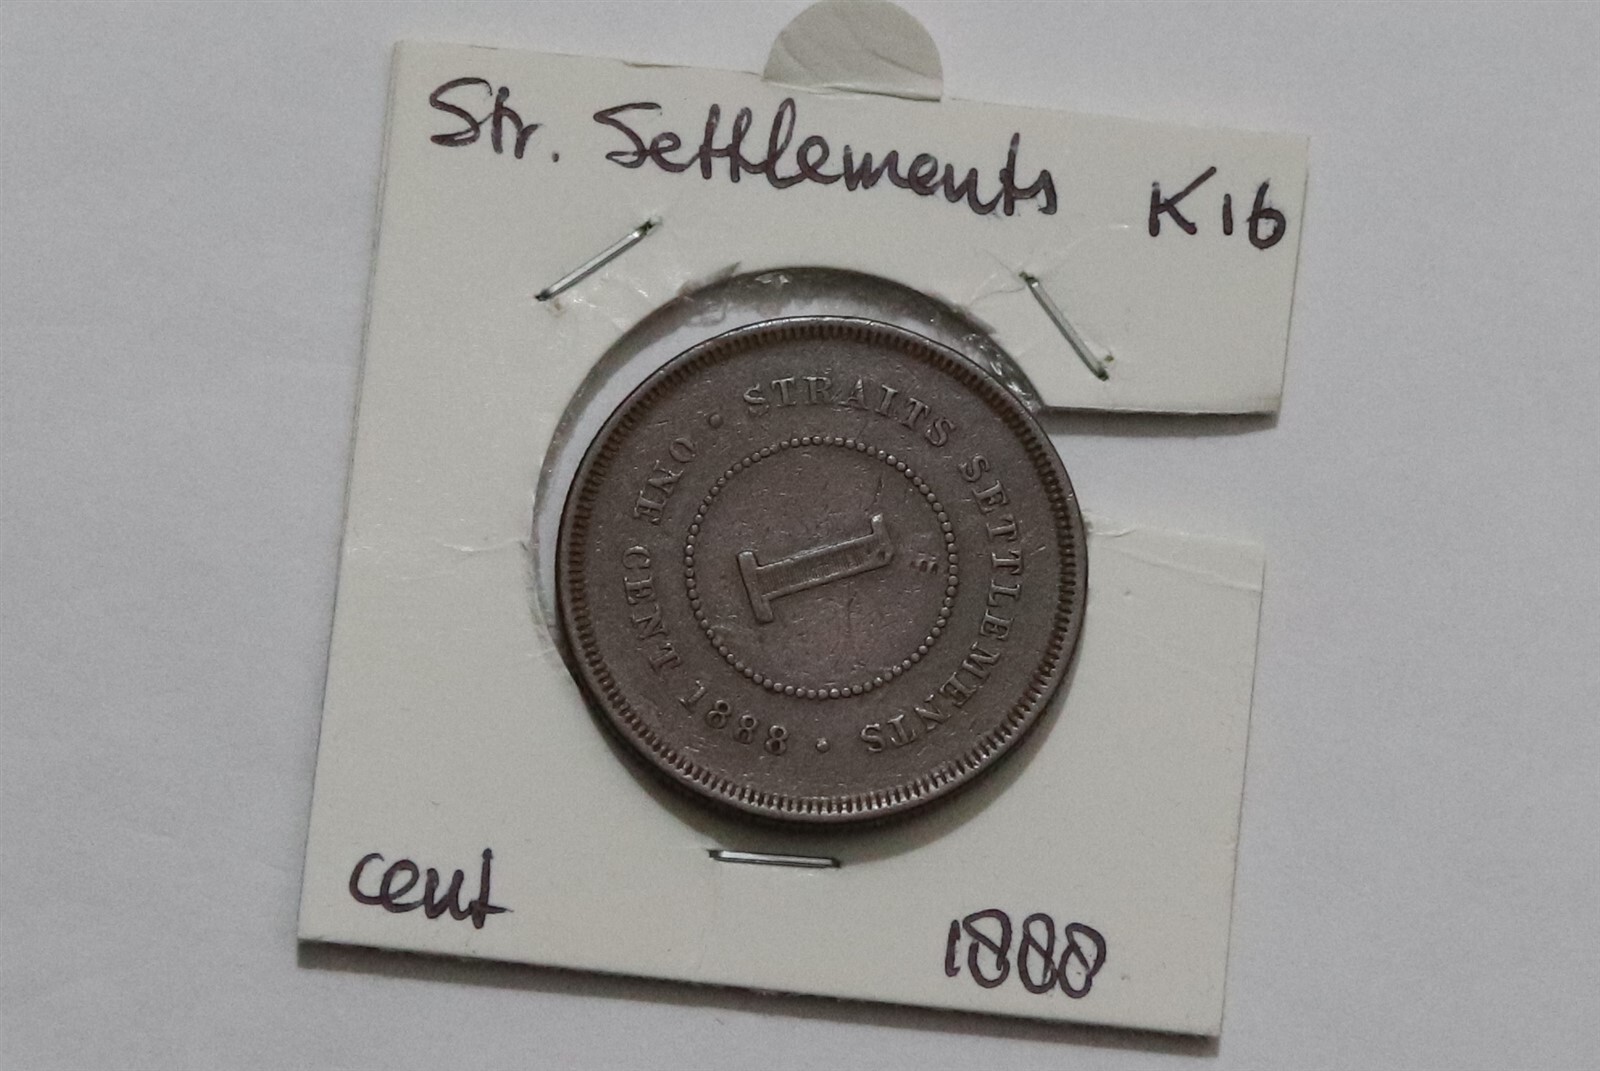 Str. Settlements K16
STRAITS SETTLEMENTS · ONE CENT 1888 ·
1
cent 1888